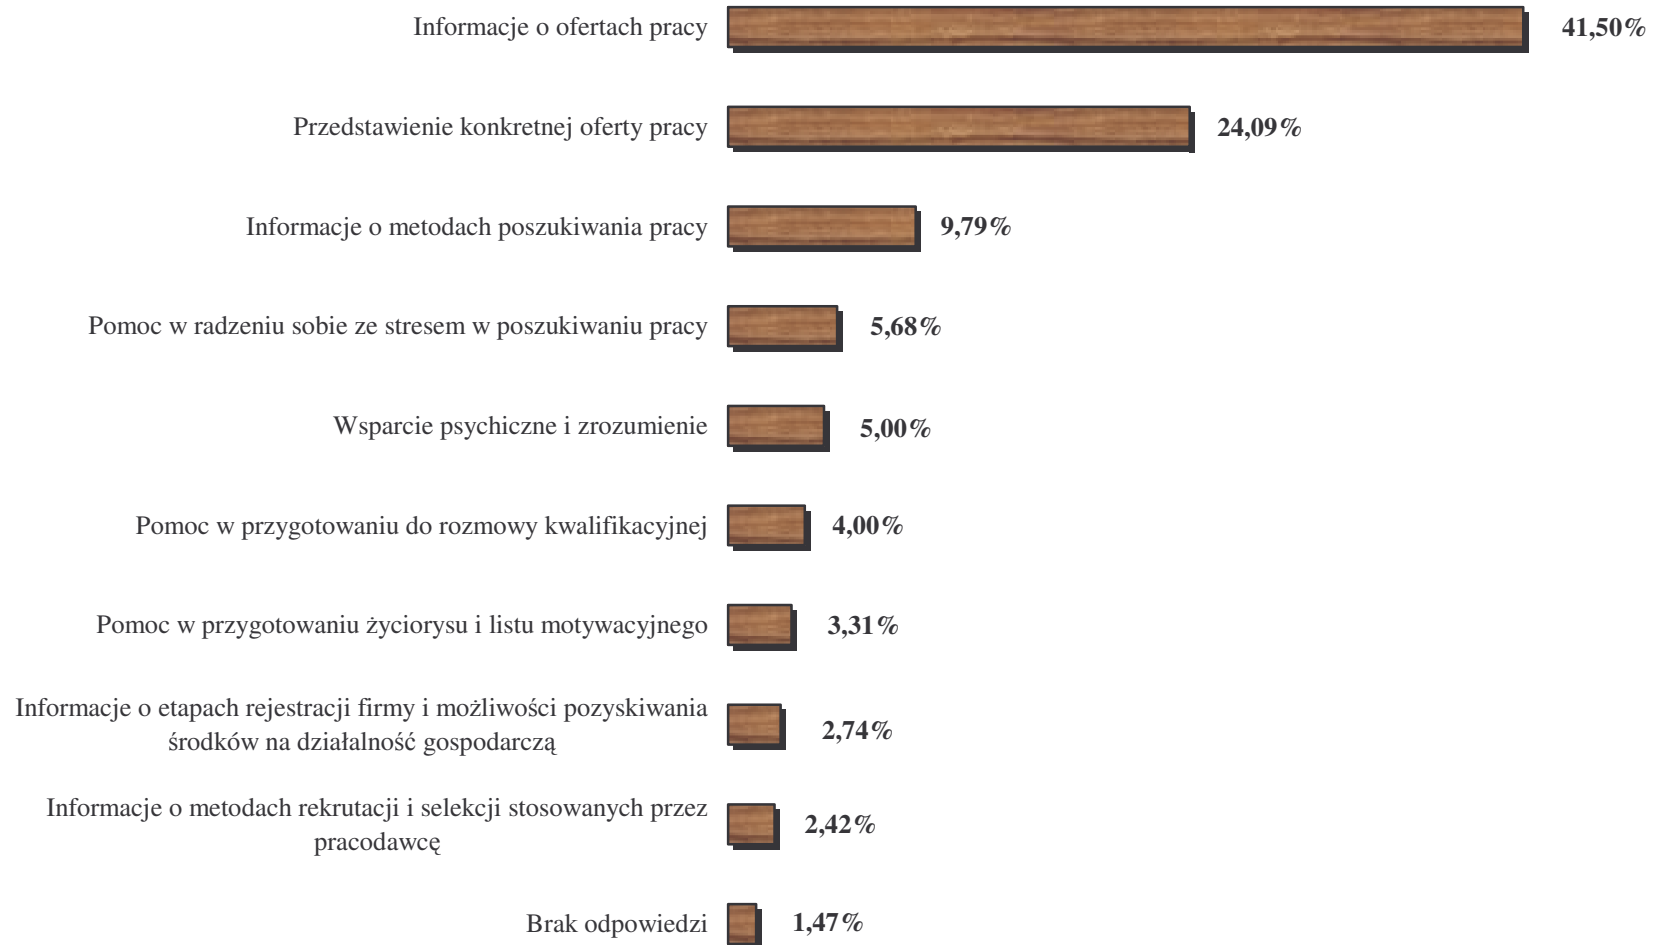 Informacje o ofertach pracy 41,50%
Przedstawienie konkretnej oferty pracy 24,09%
Informacje o metodach poszukiwania pracy 9,79%
Pomoc w radzeniu sobie ze stresem w poszukiwaniu pracy 5,68%
Wsparcie psychiczne i zrozumienie 5,00%
Pomoc w przygotowaniu do rozmowy kwalifikacyjnej 4,00%
Pomoc w przygotowaniu życiorysu i listu motywacyjnego 3,31%
Informacje o etapach rejestracji firmy i możliwości pozyskiwania
środków na działalność gospodarczą 2,74%
Informacje o metodach rekrutacji i selekcji stosowanych przez
pracodawcę 2,42%
Brak odpowiedzi 1,47%